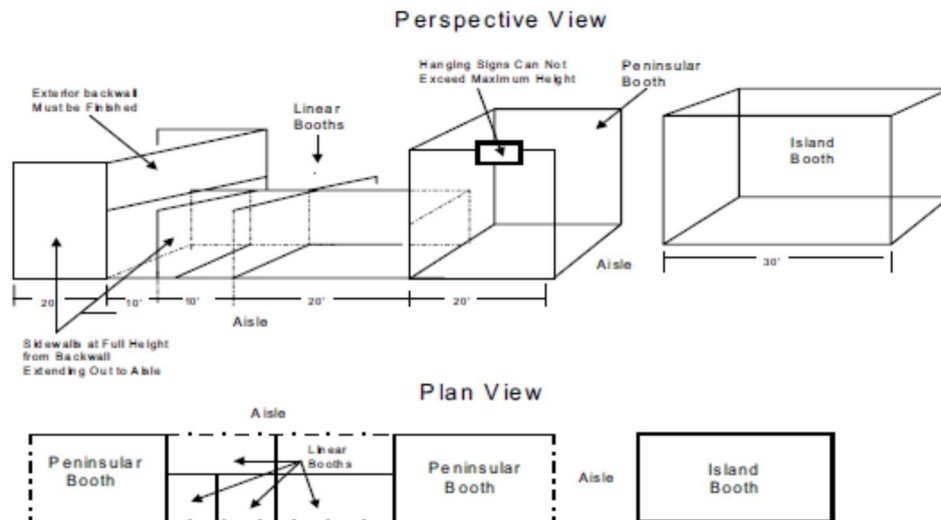 Perspective View
Hanging Signs Can Not
Exceed Maximum Height
Peninsular
Booth
Exterior backwall
Must be Finished
Linear
Booths
Island
Booth
Aisle
30'
20'
10'
10'
20'
20'
Aisle
Sidewalls at Full Height
from Backwall
Extending Out to Aisle
Plan View
Aisle
Peninsular
Booth
Linear
Booths
Peninsular
Booth
Aisle
Island
Booth